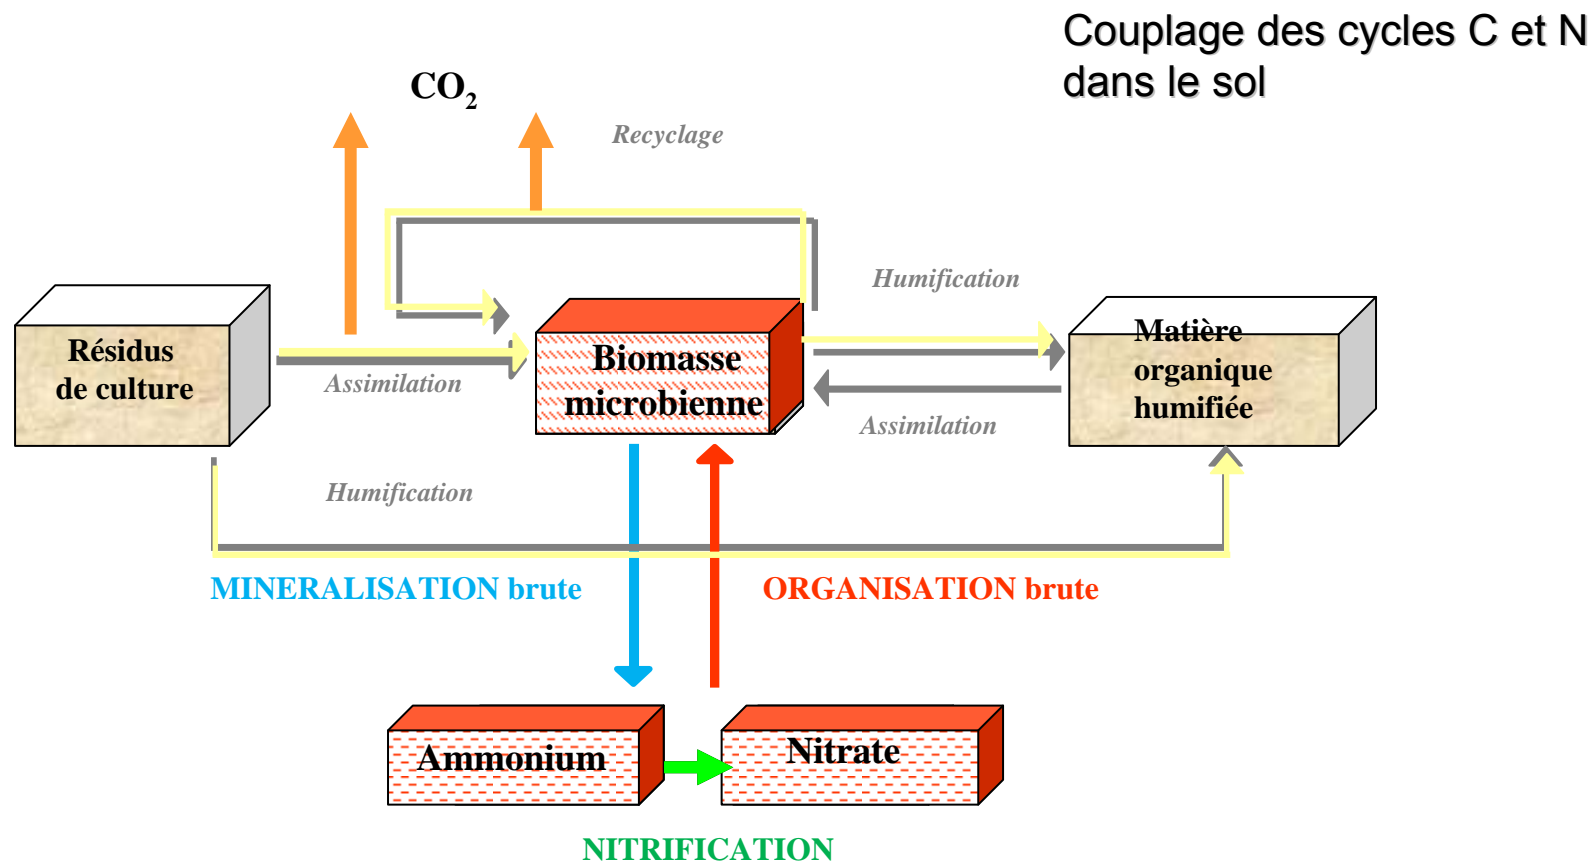 Couplage des cycles C et N
dans le sol
CO₂
Recyclage
Humification
Résidus
de culture
Assimilation
Biomasse
microbienne
Matière
organique
humifiée
Assimilation
Humification
MINERALISATION brute
ORGANISATION brute
Ammonium
Nitrate
NITRIFICATION